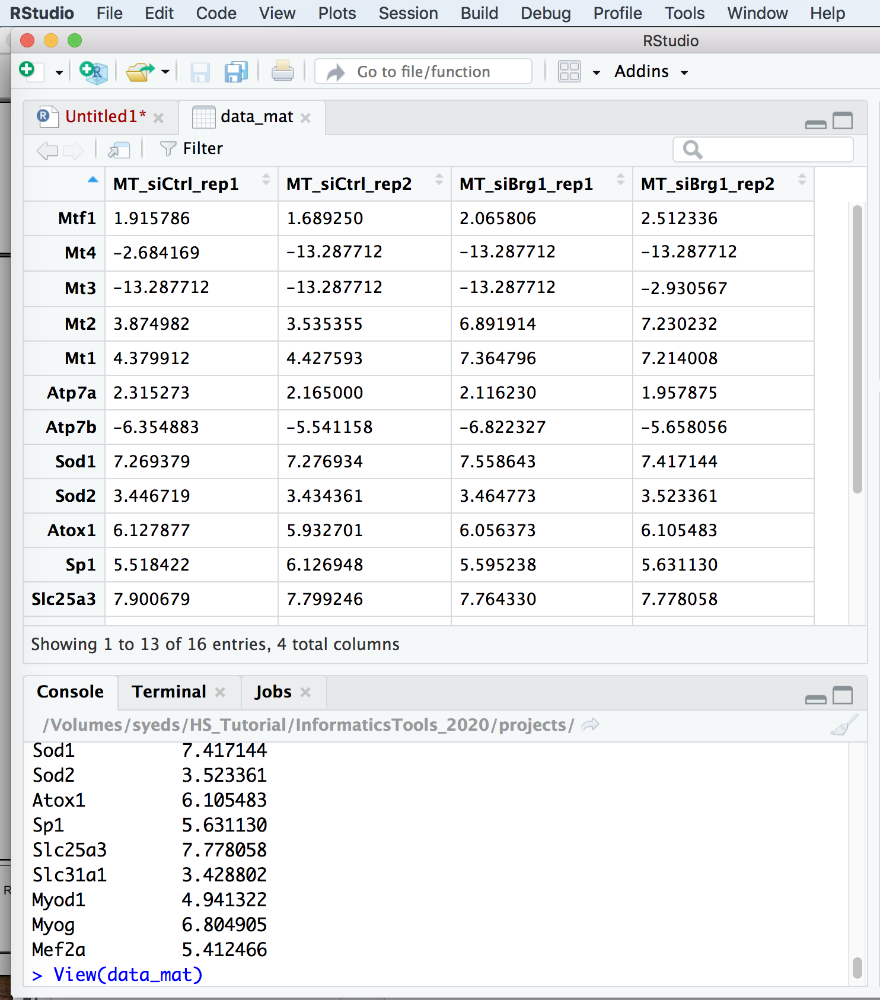 RStudio File Edit Code View Plots Session Build Debug Profile Tools Window Help
RStudio
Go to file/function Addins
Untitled1* data_mat
Filter
MT_siCtrl_rep1 MT_siCtrl_rep2 MT_siBrg1_rep1 MT_siBrg1_rep2
Mtf1 1.915786 1.689250 2.065806 2.512336
Mt4 -2.684169 -13.287712 -13.287712 -13.287712
Mt3 -13.287712 -13.287712 -13.287712 -2.930567
Mt2 3.874982 3.535355 6.891914 7.230232
Mt1 4.379912 4.427593 7.364796 7.214008
Atp7a 2.315273 2.165000 2.116230 1.957875
Atp7b -6.354883 -5.541158 -6.822327 -5.658056
Sod1 7.269379 7.276934 7.558643 7.417144
Sod2 3.446719 3.434361 3.464773 3.523361
Atox1 6.127877 5.932701 6.056373 6.105483
Sp1 5.518422 6.126948 5.595238 5.631130
Slc25a3 7.900679 7.799246 7.764330 7.778058
Showing 1 to 13 of 16 entries, 4 total columns
Console Terminal Jobs
/Volumes/syeds/HS_Tutorial/InformaticsTools_2020/projects/
Sod1 7.417144
Sod2 3.523361
Atox1 6.105483
Sp1 5.631130
Slc25a3 7.778058
Slc31a1 3.428802
Myod1 4.941322
Myog 6.804905
Mef2a 5.412466
> View(data_mat)